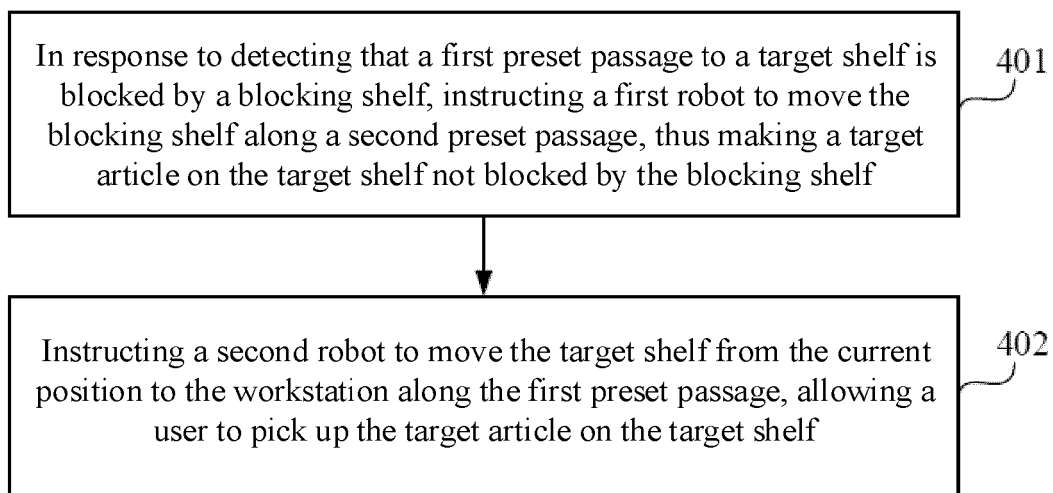 In response to detecting that a first preset passage to a target shelf is
blocked by a blocking shelf, instructing a first robot to move the
blocking shelf along a second preset passage, thus making a target
article on the target shelf not blocked by the blocking shelf
401
Instructing a second robot to move the target shelf from the current
position to the workstation along the first preset passage, allowing a
user to pick up the target article on the target shelf
402